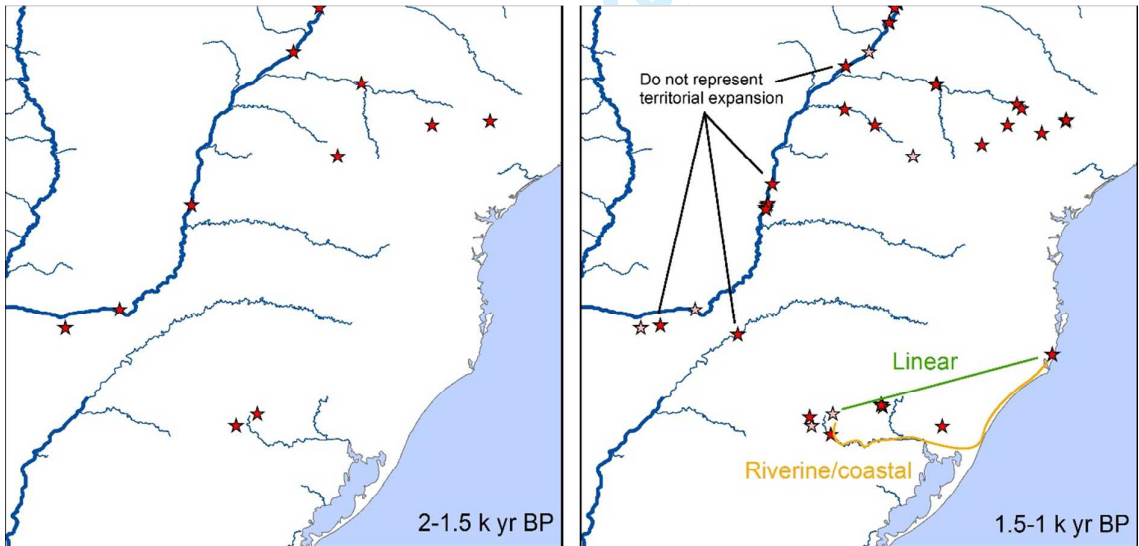 Do not represent
territorial expansion
Linear
Riverine/coastal
2-1.5 k yr BP
1.5-1 k yr BP